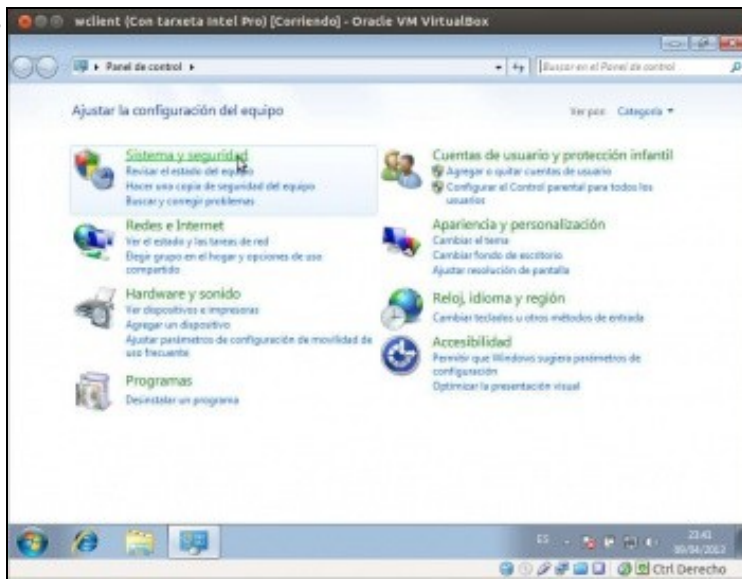 wclient (Con tarxeta Intel Pro) [Corriendo] - Oracle VM VirtualBox
Panel de control
Buscar en el Panel de control
Ajustar la configuración del equipo
Ver por: Categoría
Sistema y seguridad
Revisar el estado del equipo
Hacer una copia de seguridad del equipo
Buscar y corregir problemas
Redes e Internet
Ver el estado y las tareas de red
Elegir grupo en el hogar y opciones de uso
compartido
Hardware y sonido
Ver dispositivos e impresoras
Agregar un dispositivo
Ajustar parámetros de configuración de movilidad de
uso frecuente
Programas
Desinstalar un programa
Cuentas de usuario y protección infantil
Agregar o quitar cuentas de usuario
Configurar el Control parental para todos los
usuarios
Apariencia y personalización
Cambiar el tema
Cambiar fondo de escritorio
Ajustar resolución de pantalla
Reloj, idioma y región
Cambiar teclados u otros métodos de entrada
Accesibilidad
Permitir que Windows sugiera parámetros de
configuración
Optimizar la presentación visual
ES
23:41
09/04/2012
Ctrl Derecho